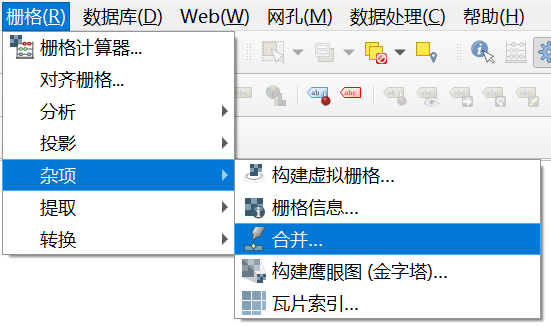 栅格(R) 数据库(D) Web(W) 网孔(M) 数据处理(C) 帮助(H)
栅格计算器...
对齐栅格...
分析
投影
杂项
提取
转换
构建虚拟栅格...
栅格信息...
合并...
构建鹰眼图 (金字塔)...
瓦片索引...